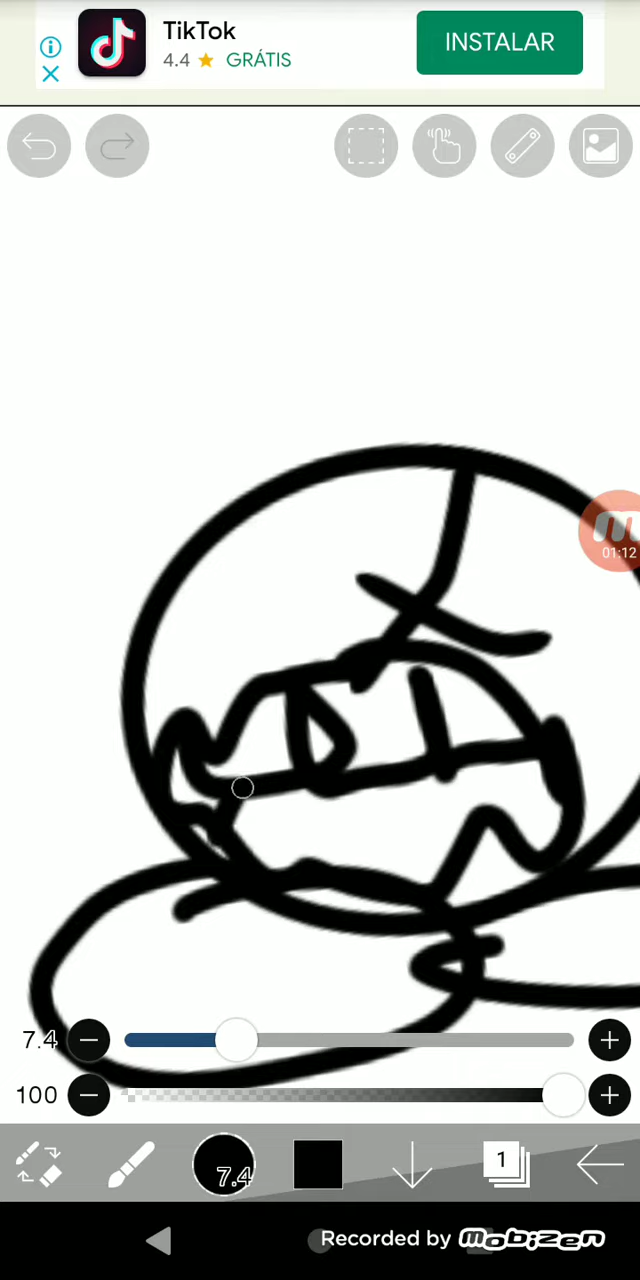 TikTok
4.4 ★ GRÁTIS
INSTALAR
01:12
7.4
100
7.4
1
Recorded by mobizen